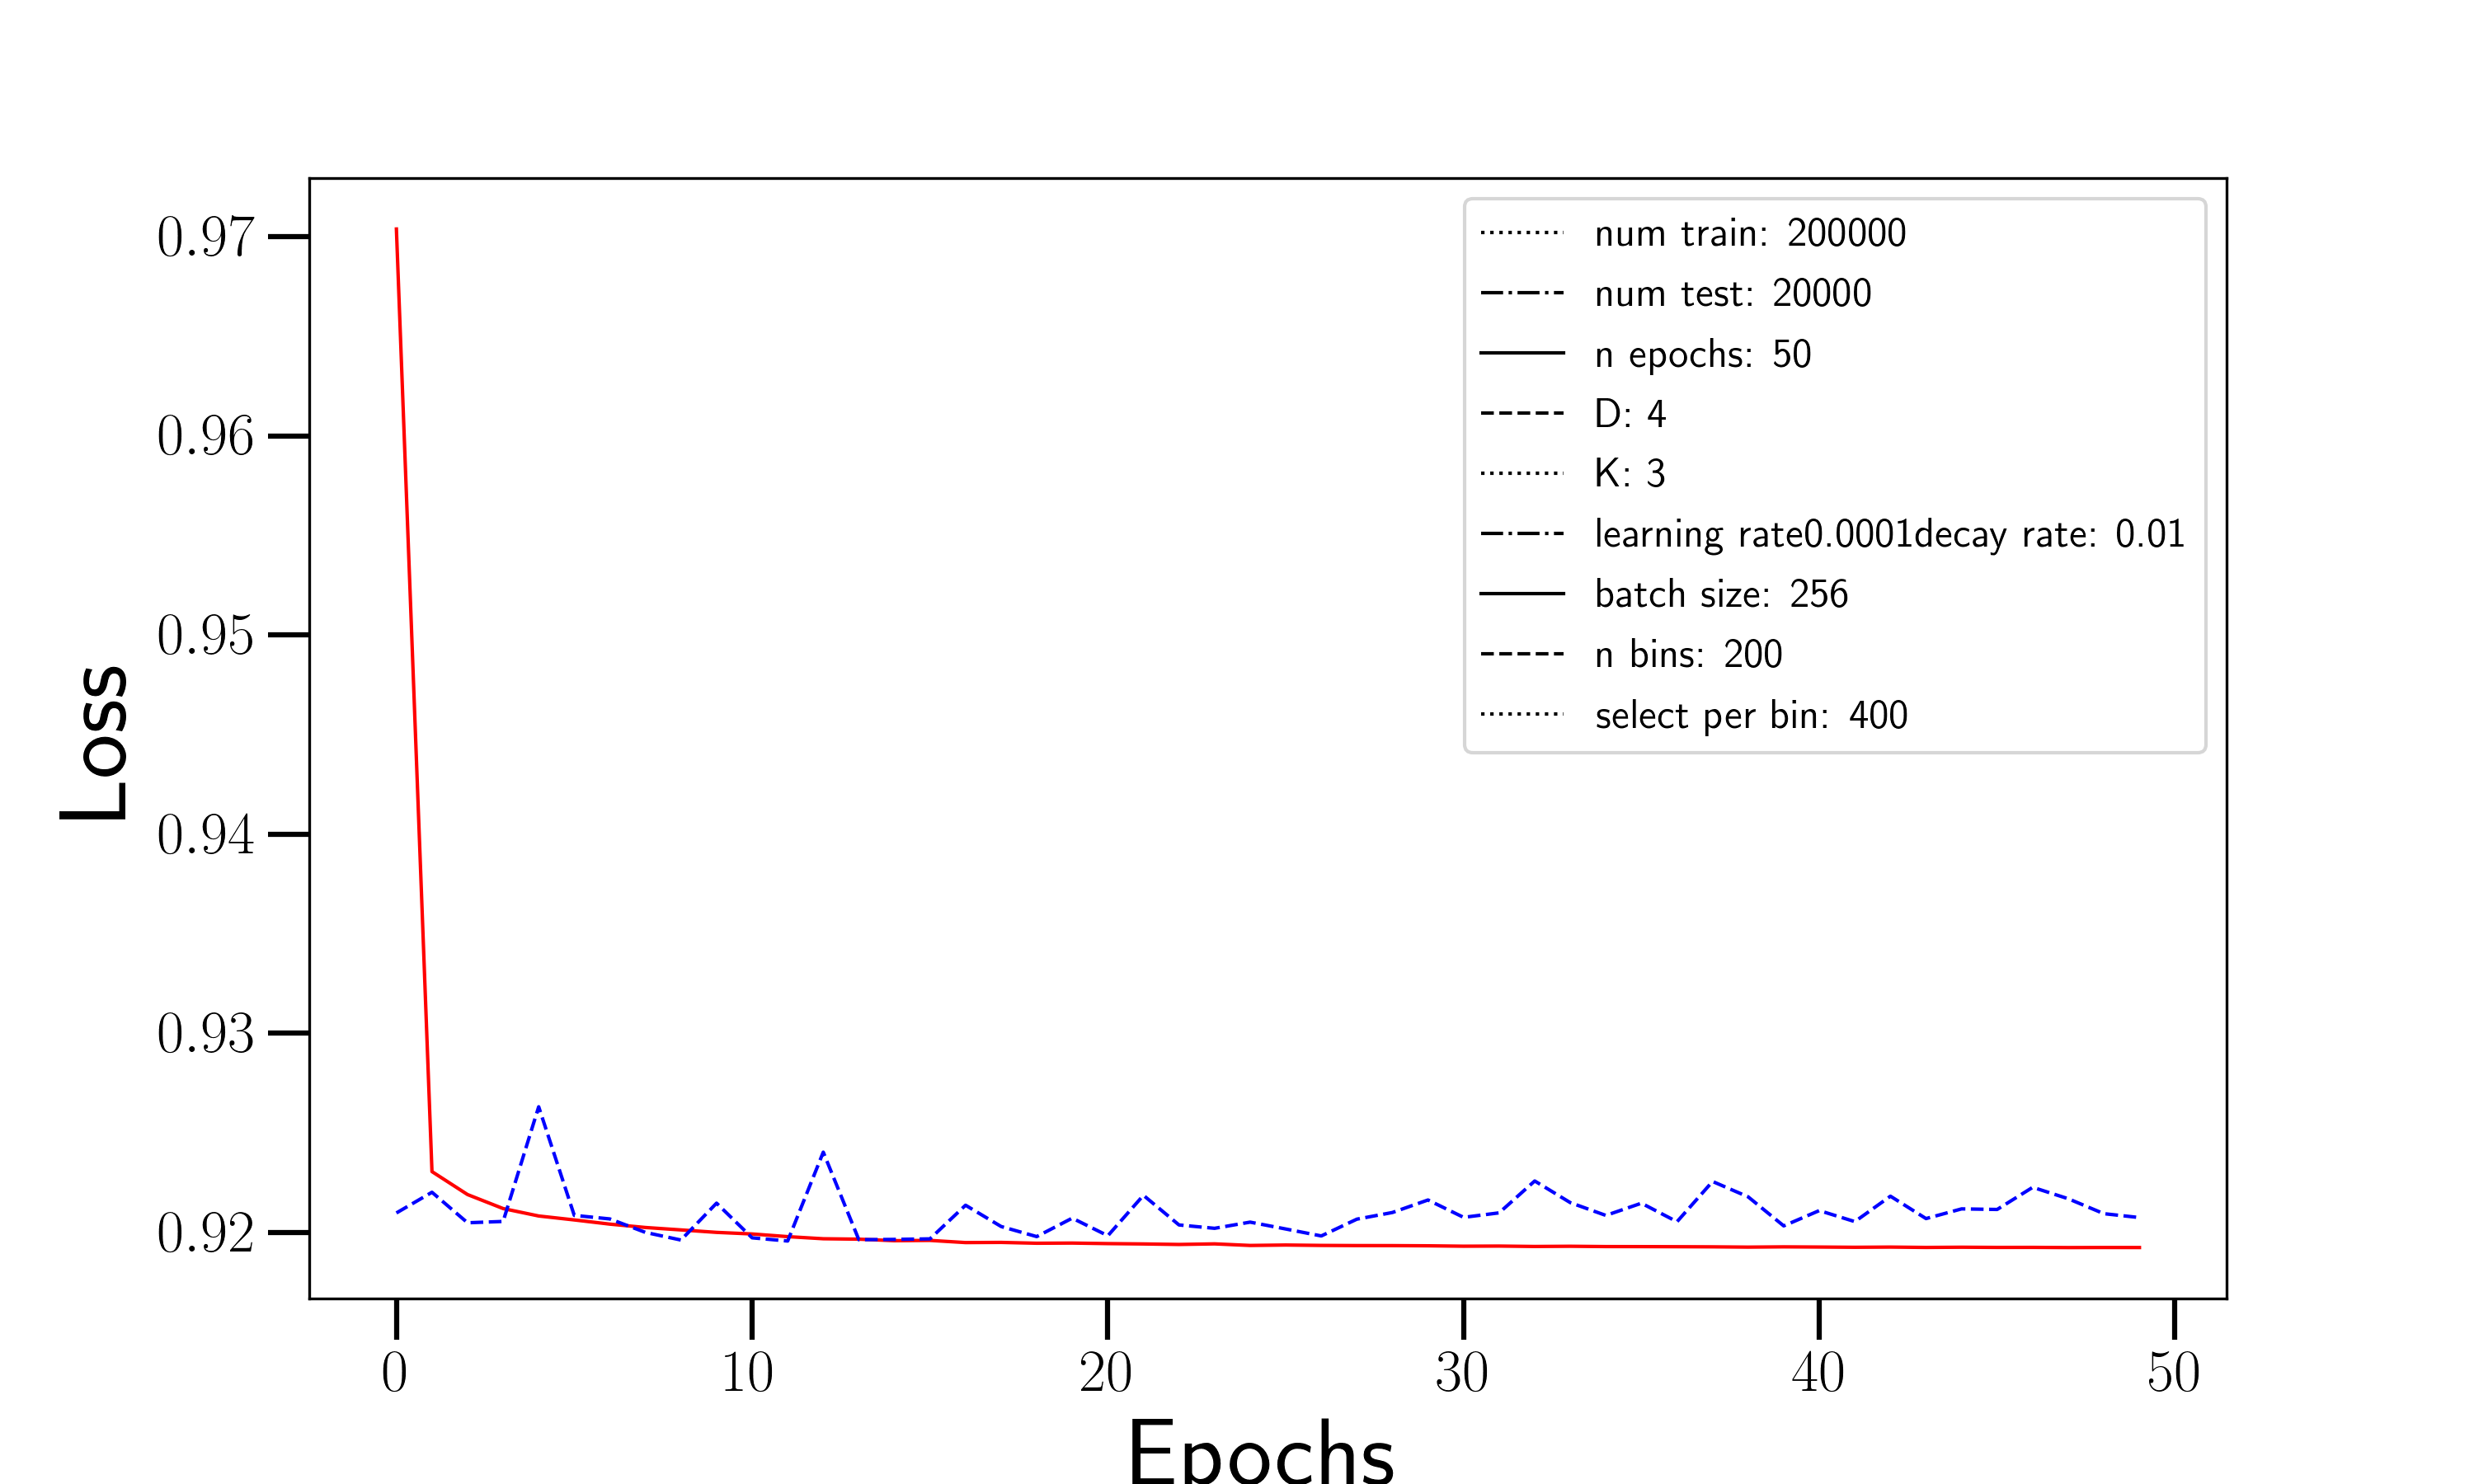 0.97
0.96
0.95
0.94
0.93
0.92
Loss
num train: 200000
num test: 20000
n epochs: 50
D: 4
K: 3
learning rate0.0001decay rate: 0.01
batch size: 256
n bins: 200
select per bin: 400
0 10 20 30 40 50
Epochs